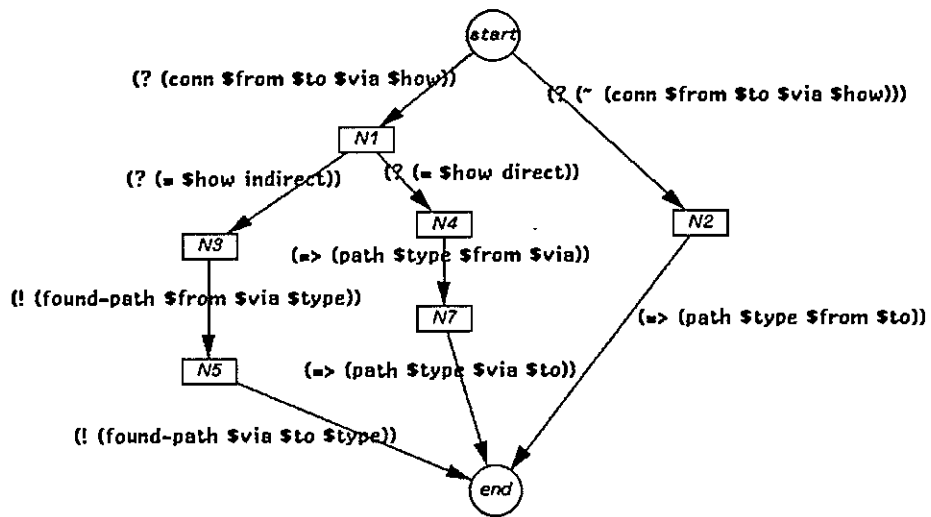 start
(? (conn $from $to $via $how))
(? (~ (conn $from $to $via $how)))
N1
(? (= $how indirect))
(? (= $how direct))
N3
N4
N2
(=> (path $type $from $via))
(! (found-path $from $via $type))
N7
(=> (path $type $from $to))
N5
(=> (path $type $via $to))
(! (found-path $via $to $type))
end